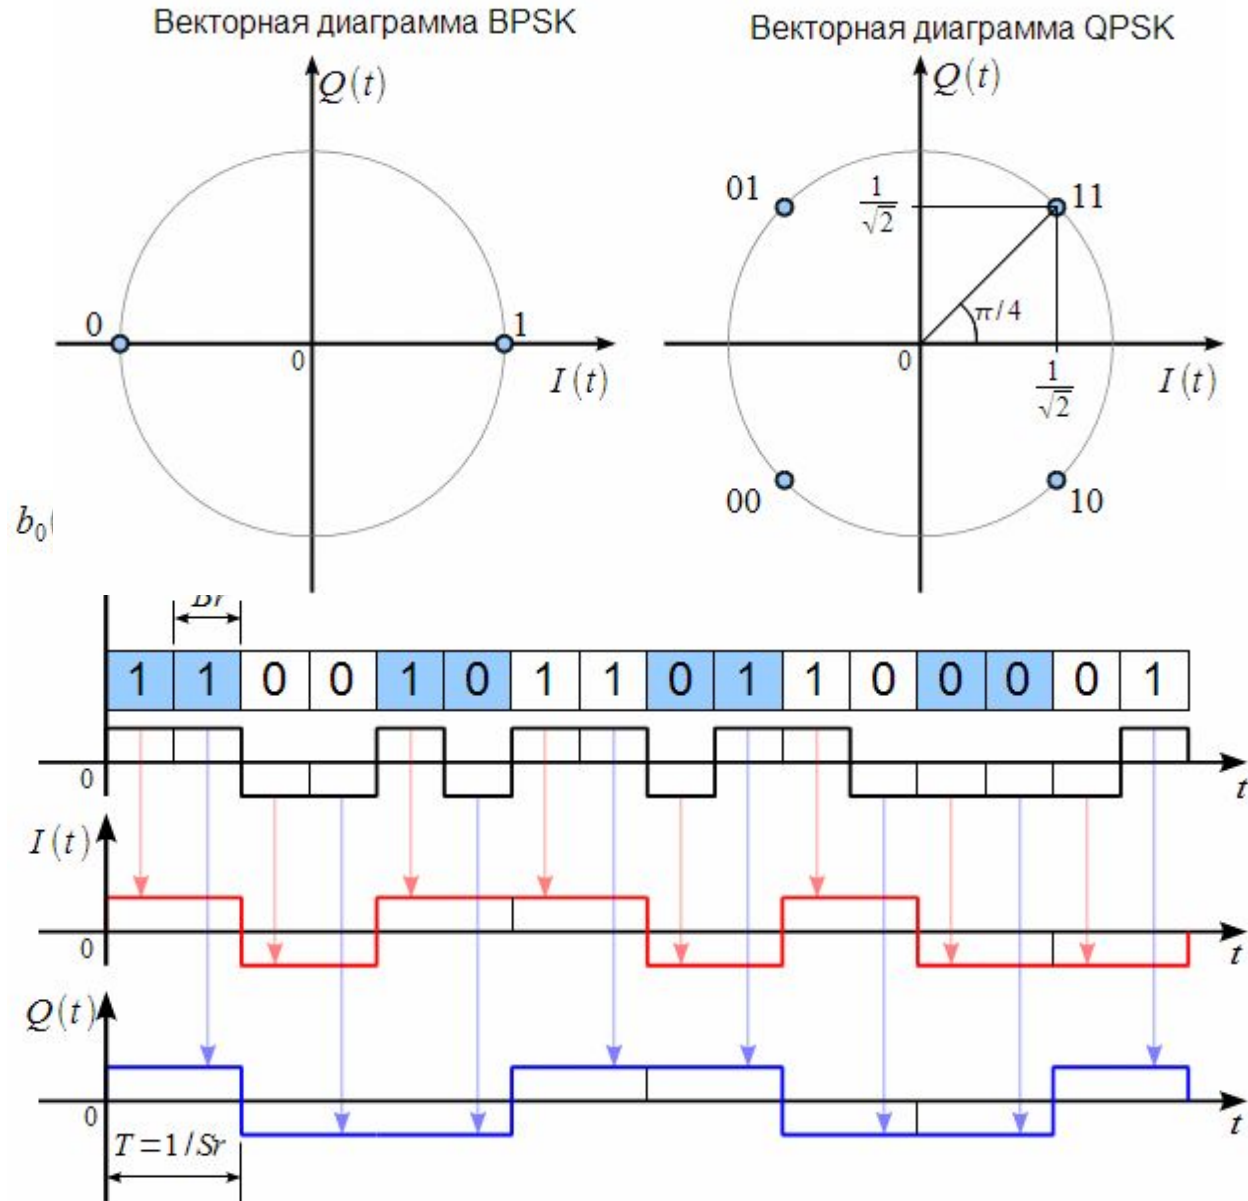 Векторная диаграмма BPSK
Векторная диаграмма QPSK
Q(t)
0
1
0
I(t)
Q(t)
01
1/√2
11
π/4
0
1/√2
I(t)
00
10
b₀(
Br
1 1 0 0 1 0 1 1 0 1 1 0 0 0 0 1
0
t
I(t)
0
t
Q(t)
0
t
T=1/Sr